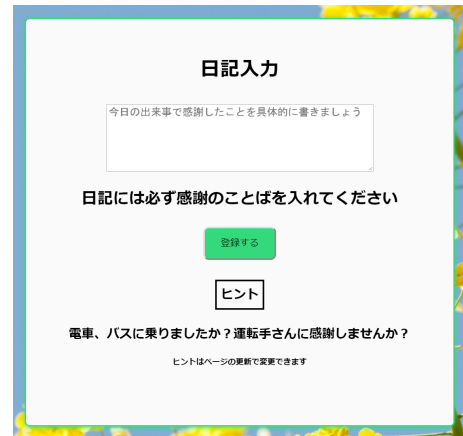 日記入力
今日の出来事で感謝したことを具体的に書きましょう
日記には必ず感謝のことばを入れてください
登録する
ヒント
電車、バスに乗りましたか？運転手さんに感謝しませんか？
ヒントはページの更新で変更できます